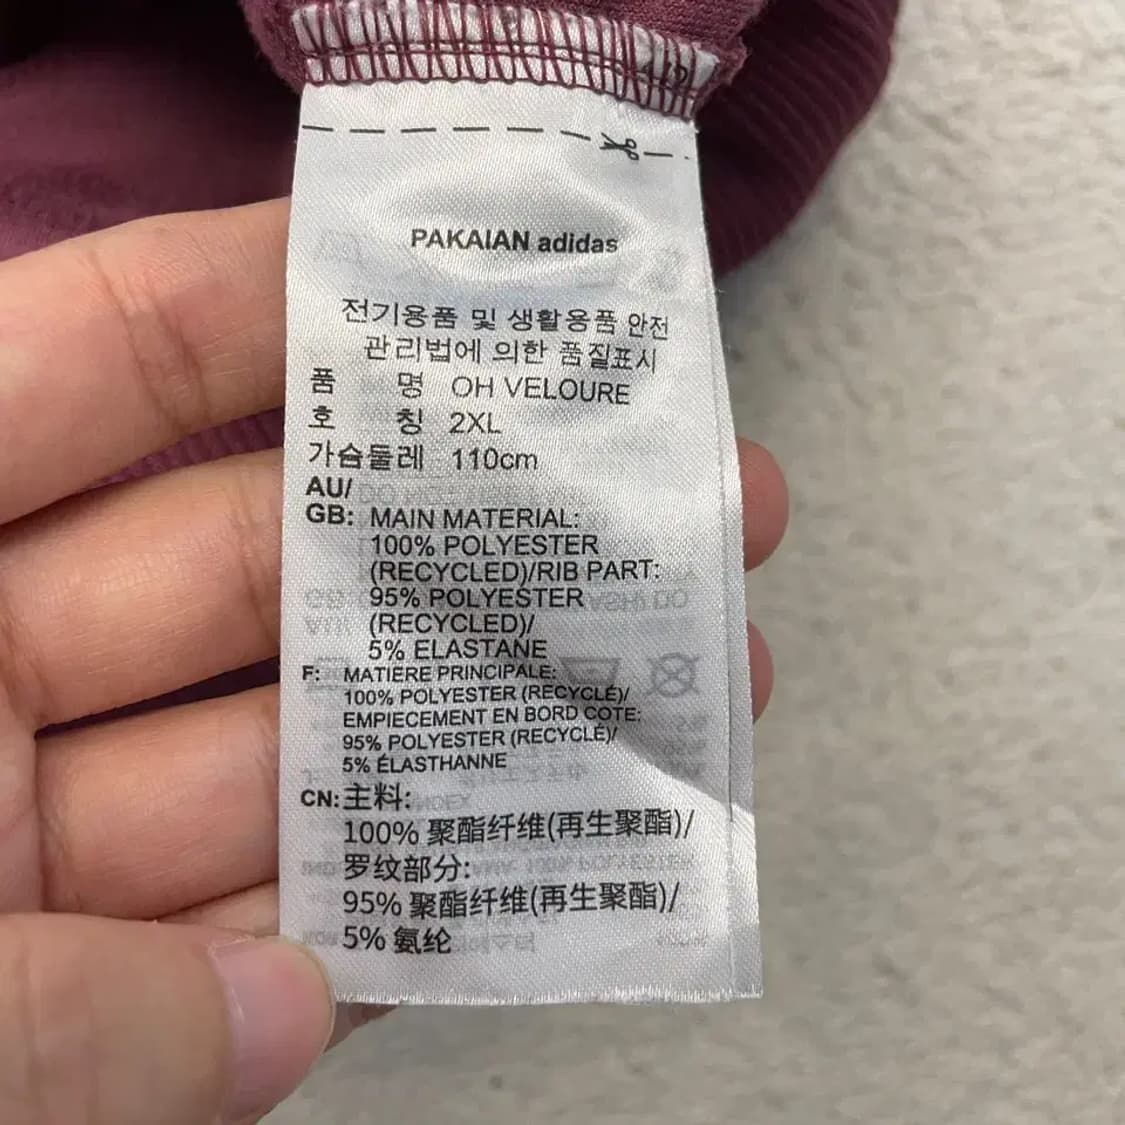 PAKAIAN adidas
전기용품 및 생활용품 안전
관리법에 의한 품질표시
품 명 OH VELOURE
호 칭 2XL
가슴둘레 110cm
AU/
GB: MAIN MATERIAL:
100% POLYESTER
(RECYCLED)/RIB PART:
95% POLYESTER
(RECYCLED)/
5% ELASTANE
F: MATIÈRE PRINCIPALE:
100% POLYESTER (RECYCLÉ)/
EMPIECEMENT EN BORD COTE:
95% POLYESTER (RECYCLÉ)/
5% ÉLASTHANNE
CN: 主料:
100% 聚酯纤维(再生聚酯)/
罗纹部分:
95% 聚酯纤维(再生聚酯)/
5% 氨纶